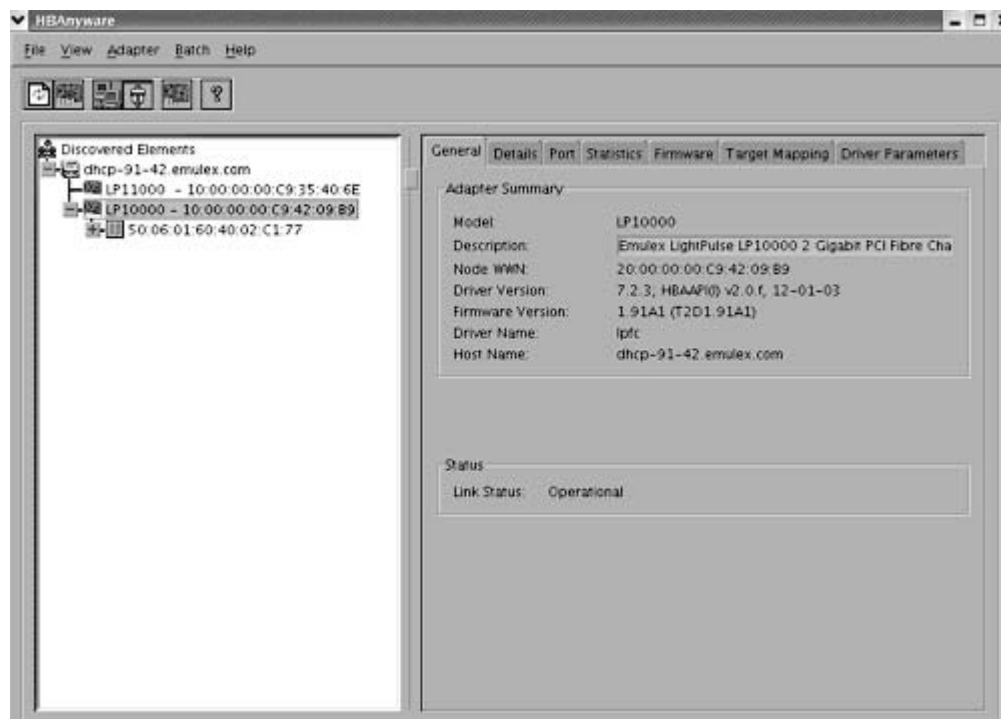 HBAnyware
File View Adapter Batch Help
Discovered Elements
dhcp-91-42.emulex.com
LP11000 - 10:00:00:00:C9:35:40:6E
LP10000 - 10:00:00:00:C9:42:09:B9
50:06:01:60:40:02:C1:77
General Details Port Statistics Firmware Target Mapping Driver Parameters
Adapter Summary
Model: LP10000
Description: Emulex LightPulse LP10000 2 Gigabit PCI Fibre Cha
Node WWN: 20:00:00:00:C9:42:09:B9
Driver Version: 7.2.3; HBAAPI(I) v2.0.f, 12-01-03
Firmware Version: 1.91A1 (T2D1.91A1)
Driver Name: lpfc
Host Name: dhcp-91-42.emulex.com
Status
Link Status: Operational